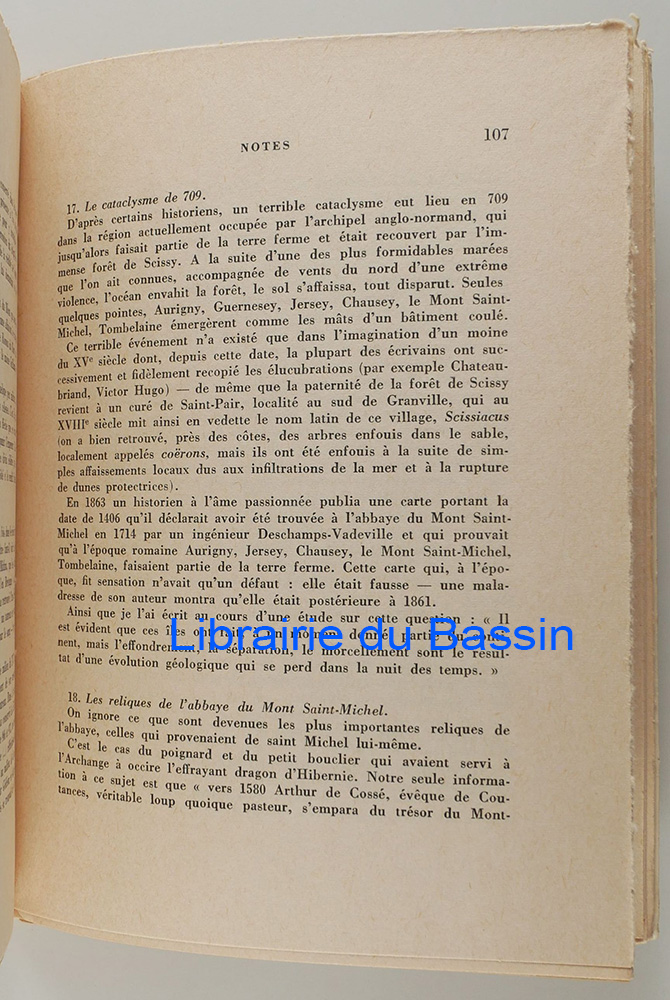 NOTES
107
17. Le cataclysme de 709.
D'après certains historiens, un terrible cataclysme eut lieu en 709
dans la région actuellement occupée par l'archipel anglo-normand, qui
jusqu'alors faisait partie de la terre ferme et était recouvert par l'im-
mense forêt de Scissy. A la suite d'une des plus formidables marées
que l'on ait connues, accompagnée de vents du nord d'une extrême
violence, l'océan envahit la forêt, le sol s'affaissa, tout disparut. Seules
quelques pointes, Aurigny, Guernesey, Jersey, Chausey, le Mont Saint-
Michel, Tombelaine émergèrent comme les mâts d'un bâtiment coulé.
Ce terrible événement n'a existé que dans l'imagination d'un moine
du XVe siècle dont, depuis cette date, la plupart des écrivains ont suc-
cessivement et fidèlement recopié les élucubrations (par exemple Chateau-
briand, Victor Hugo) — de même que la paternité de la forêt de Scissy
revient à un curé de Saint-Pair, localité au sud de Granville, qui au
XVIIIe siècle mit ainsi en vedette le nom latin de ce village, Scissiacus
(on a bien retrouvé, près des côtes, des arbres enfouis dans le sable,
localement appelés coërons, mais ils ont été enfouis à la suite de sim-
ples affaissements locaux dus aux infiltrations de la mer et à la rupture
de dunes protectrices).
En 1863 un historien à l'âme passionnée publia une carte portant la
date de 1406 qu'il déclarait avoir été trouvée à l'abbaye du Mont Saint-
Michel en 1714 par un ingénieur Deschamps-Vadeville et qui prouvait
qu'à l'époque romaine Aurigny, Jersey, Chausey, le Mont Saint-Michel,
Tombelaine, faisaient partie de la terre ferme. Cette carte qui, à l'épo-
que, fit sensation n'avait qu'un défaut : elle était fausse — une mala-
dresse de son auteur montra qu'elle était postérieure à 1861.
Ainsi que je l'ai écrit au cours d'une étude sur cette question : « Il
est évident que ces îles ont fait à un moment donné partie du conti-
nent, mais l'effondrement, la séparation, le morcellement sont le résul-
tat d'une évolution géologique qui se perd dans la nuit des temps. »
Librairie du Bassin
18. Les reliques de l'abbaye du Mont Saint-Michel.
On ignore ce que sont devenues les plus importantes reliques de
l'abbaye, celles qui provenaient de saint Michel lui-même.
C'est le cas du poignard et du petit bouclier qui avaient servi à
l'Archange à occire l'effrayant dragon d'Hibernie. Notre seule informa-
tion à ce sujet est que « vers 1580 Arthur de Cossé, évêque de Cou-
tances, véritable loup quoique pasteur, s'empara du trésor du Mont-